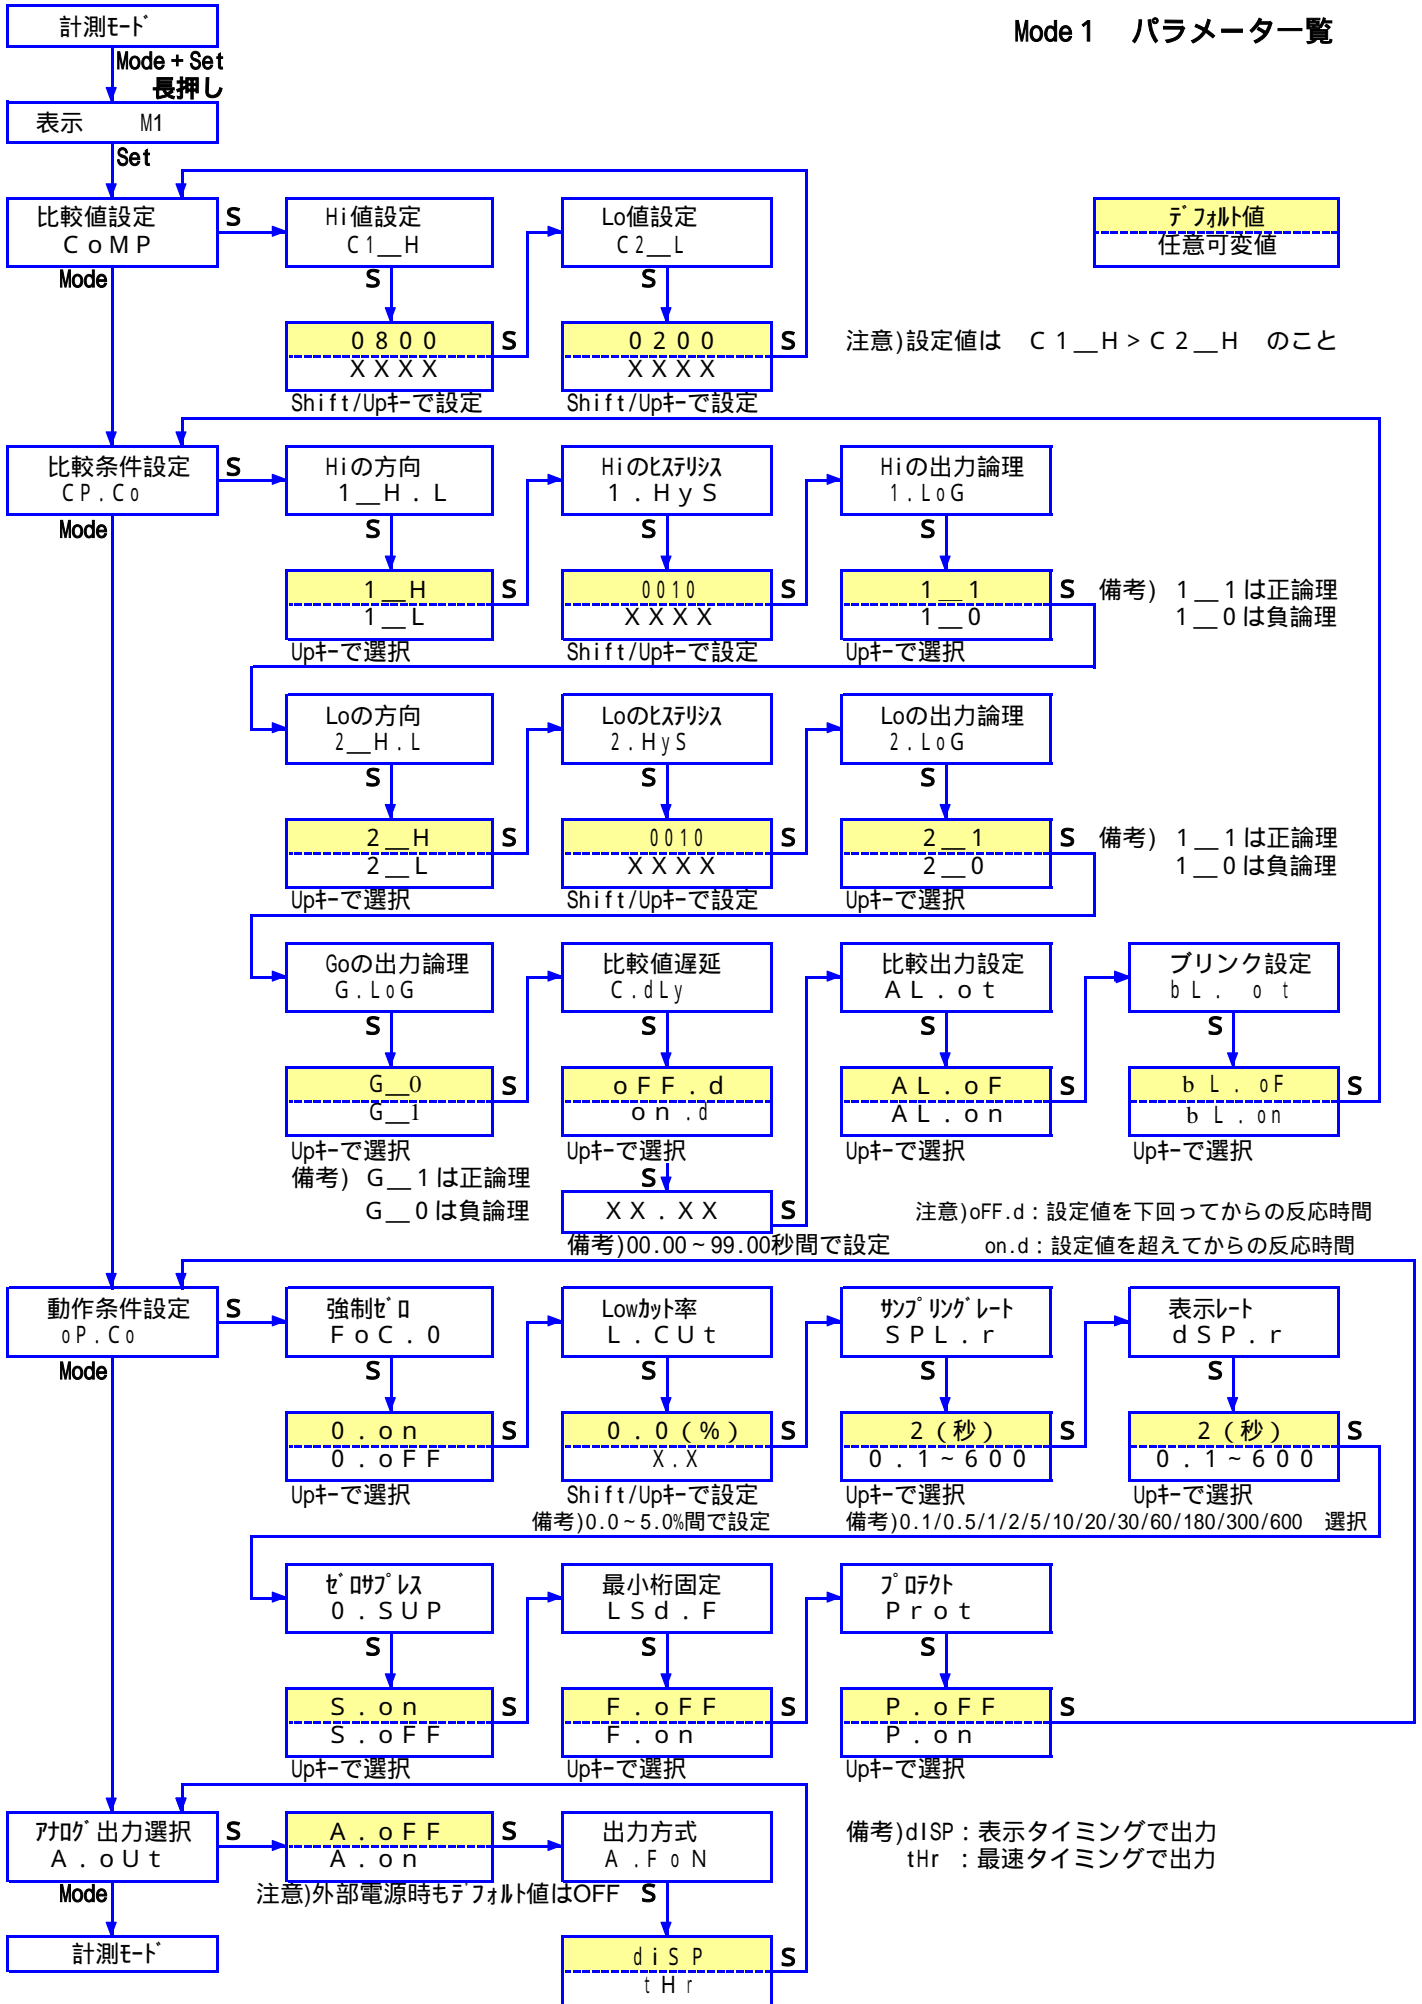 計測ﾓｰﾄﾞ
Mode 1　パラメーター覧
Mode + Set
長押し
表示　M1
Set
比較値設定
CoMP
S
Hi値設定
C1__H
Lo値設定
C2__L
ﾃﾞﾌｫﾙﾄ値
任意可変値
Mode
S
S
0800
XXXX
S
0200
XXXX
S
注意)設定値は　C1__H>C2__H　のこと
Shift/Upｷｰで設定
Shift/Upｷｰで設定
比較条件設定
CP.Co
S
Hiの方向
1__H.L
Hiのﾋｽﾃﾘｼｽ
1.HyS
Hiの出力論理
1.LoG
Mode
S
S
S
1__H
1__L
S
0010
XXXX
S
1__1
1__0
S
備考) 1__1は正論理
1__0は負論理
Upｷｰで選択
Shift/Upｷｰで設定
Upｷｰで選択
Loの方向
2__H.L
Loのﾋｽﾃﾘｼｽ
2.HyS
Loの出力論理
2.LoG
S
S
S
2__H
2__L
S
0010
XXXX
S
2__1
2__0
S
備考) 1__1は正論理
1__0は負論理
Upｷｰで選択
Shift/Upｷｰで設定
Upｷｰで選択
Goの出力論理
G.LoG
比較値遅延
C.dLy
比較出力設定
AL.ot
ブリンク設定
bL. ot
S
S
S
S
G__0
G__1
S
oFF.d
on.d
AL.oF
AL.on
S
bL.oF
bL.on
S
Upｷｰで選択
Upｷｰで選択
Upｷｰで選択
Upｷｰで選択
備考) G__1は正論理
G__0は負論理
S
XX.XX
S
備考)00.00~99.00秒間で設定
注意)oFF.d：設定値を下回ってからの反応時間
on.d：設定値を超えてからの反応時間
動作条件設定
oP.Co
S
強制ｾﾞﾛ
FoC.0
Lowｶｯﾄ率
L.CUt
ｻﾝﾌﾟﾘﾝｸﾞﾚｰﾄ
SPL.r
表示ﾚｰﾄ
dSP.r
Mode
S
S
S
S
0.on
0.oFF
S
0.0(%)
X.X
S
2(秒)
0.1~600
S
2(秒)
0.1~600
S
Upｷｰで選択
Shift/Upｷｰで設定
Upｷｰで選択
Upｷｰで選択
備考)0.0~5.0%間で設定
備考)0.1/0.5/1/2/5/10/20/30/60/180/300/600　選択
ｾﾞﾛｻﾌﾟﾚｽ
0.SUP
最小桁固定
LSd.F
ﾌﾟﾛﾃｸﾄ
Prot
S
S
S
S.on
S.oFF
S
F.oFF
F.on
S
P.oFF
P.on
S
Upｷｰで選択
Upｷｰで選択
Upｷｰで選択
ｱﾅﾛｸﾞ出力選択
A.oUt
S
A.oFF
A.on
S
出力方式
A.FoN
備考)dISP：表示タイミングで出力
tHr ：最速タイミングで出力
Mode
注意)外部電源時もﾃﾞﾌｫﾙﾄ値はOFF
S
計測ﾓｰﾄﾞ
diSP
tHr
S